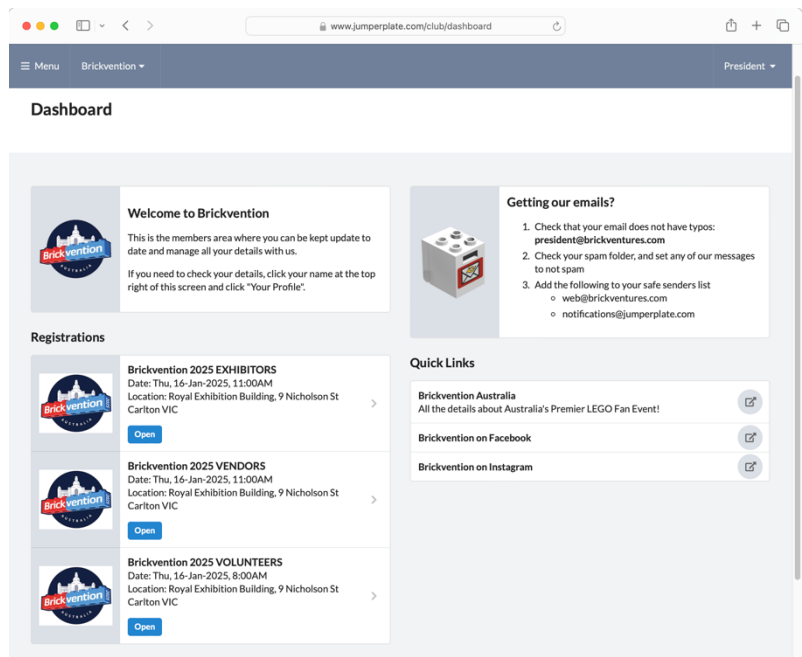 www.jumperplate.com/club/dashboard
Menu
Brickvention
President
Dashboard
Brickvention
AUSTRALIA
Welcome to Brickvention
This is the members area where you can be kept update to
date and manage all your details with us.
If you need to check your details, click your name at the top
right of this screen and click "Your Profile".
Registrations
Brickvention
AUSTRALIA
Brickvention 2025 EXHIBITORS
Date: Thu, 16-Jan-2025, 11:00AM
Location: Royal Exhibition Building, 9 Nicholson St
Carlton VIC
Open
Brickvention
AUSTRALIA
Brickvention 2025 VENDORS
Date: Thu, 16-Jan-2025, 11:00AM
Location: Royal Exhibition Building, 9 Nicholson St
Carlton VIC
Open
Brickvention
AUSTRALIA
Brickvention 2025 VOLUNTEERS
Date: Thu, 16-Jan-2025, 8:00AM
Location: Royal Exhibition Building, 9 Nicholson St
Carlton VIC
Open
Getting our emails?
1. Check that your email does not have typos:
president@brickventures.com
2. Check your spam folder, and set any of our messages
to not spam
3. Add the following to your safe senders list
web@brickventures.com
notifications@jumperplate.com
Quick Links
Brickvention Australia
All the details about Australia's Premier LEGO Fan Event!
Brickvention on Facebook
Brickvention on Instagram